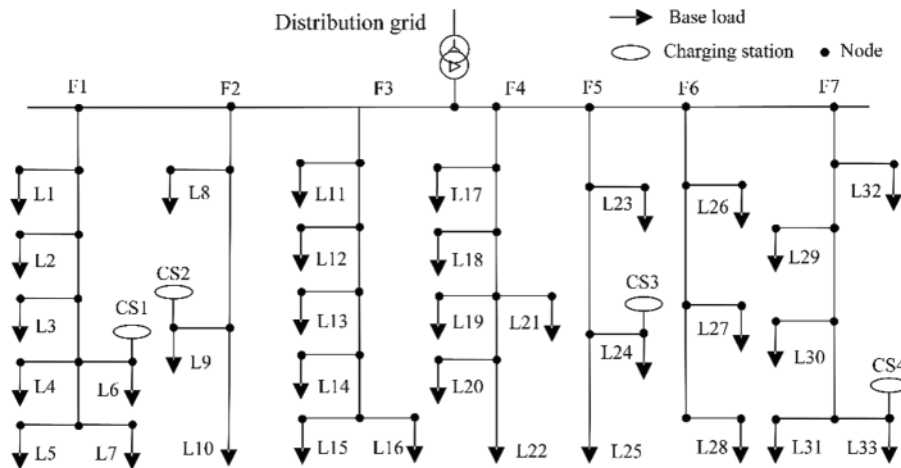 Distribution grid
Base load
Charging station
Node
F1 F2 F3 F4 F5 F6 F7
L1 L8 L11 L17 L23 L26 L32
L2 L12 L18 L29
CS2 CS3
L3 CS1 L13 L19 L21 L27
L9 L24 L30
L4 L6 L14 L20 CS4
L5 L7 L10 L15 L16 L22 L25 L28 L31 L33